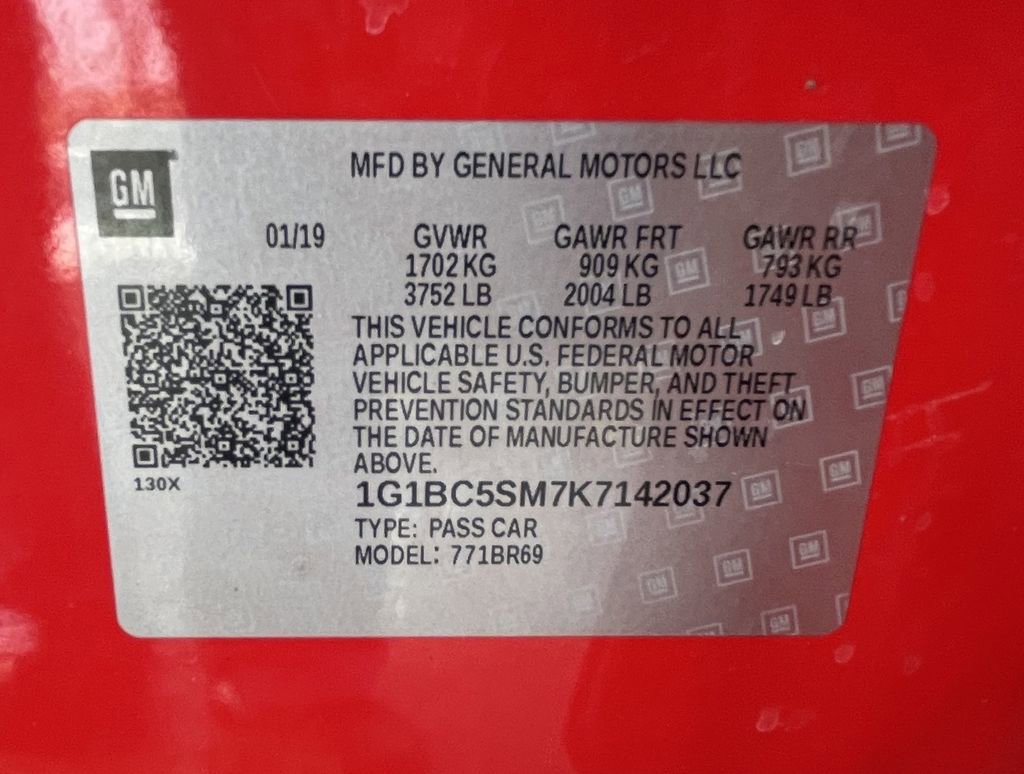 GM
MFD BY GENERAL MOTORS LLC
01/19 GVWR GAWR FRT GAWR RR
1702 KG 909 KG 793 KG
3752 LB 2004 LB 1749 LB
THIS VEHICLE CONFORMS TO ALL
APPLICABLE U.S. FEDERAL MOTOR
VEHICLE SAFETY, BUMPER, AND THEFT
PREVENTION STANDARDS IN EFFECT ON
THE DATE OF MANUFACTURE SHOWN
ABOVE.
130X
1G1BC5SM7K7142037
TYPE: PASS CAR
MODEL: 771BR69